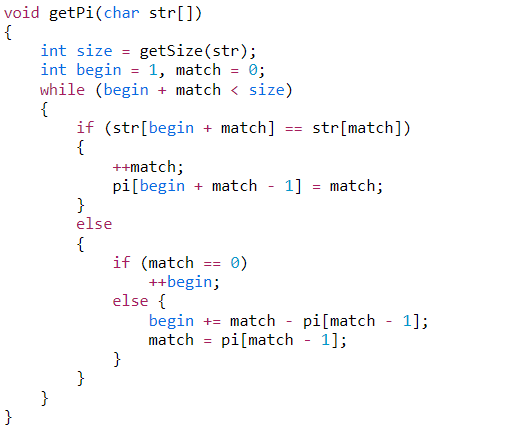 void getPi(char str[])
{
    int size = getSize(str);
    int begin = 1, match = 0;
    while (begin + match < size)
    {
        if (str[begin + match] == str[match])
        {
            ++match;
            pi[begin + match - 1] = match;
        }
        else
        {
            if (match == 0)
                ++begin;
            else {
                begin += match - pi[match - 1];
                match = pi[match - 1];
            }
        }
    }
}